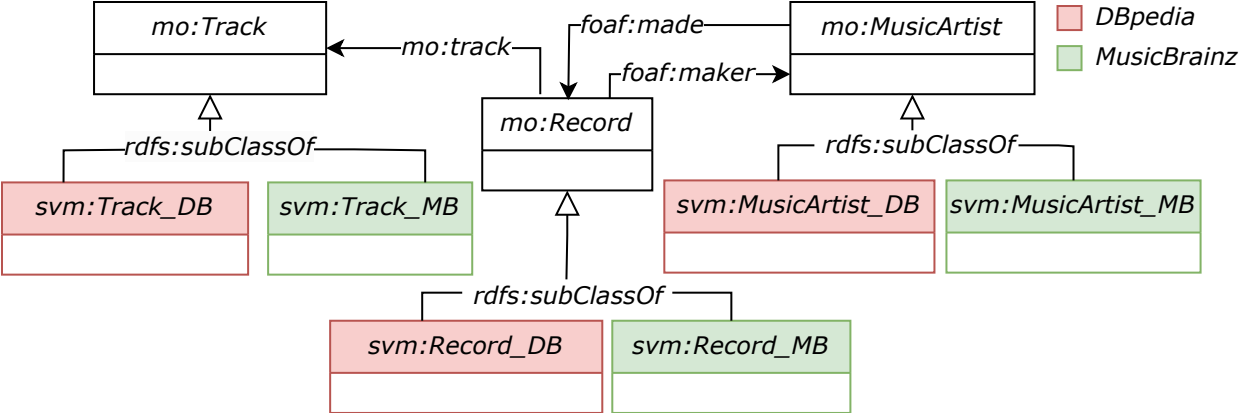 mo:Track
mo:MusicArtist
DBpedia
foaf:made
mo:track
MusicBrainz
foaf:maker
mo:Record
rdfs:subClassOf
rdfs:subClassOf
svm:Track_DB
svm:Track_MB
svm:MusicArtist_DB
svm:MusicArtist_MB
rdfs:subClassOf
svm:Record_DB
svm:Record_MB